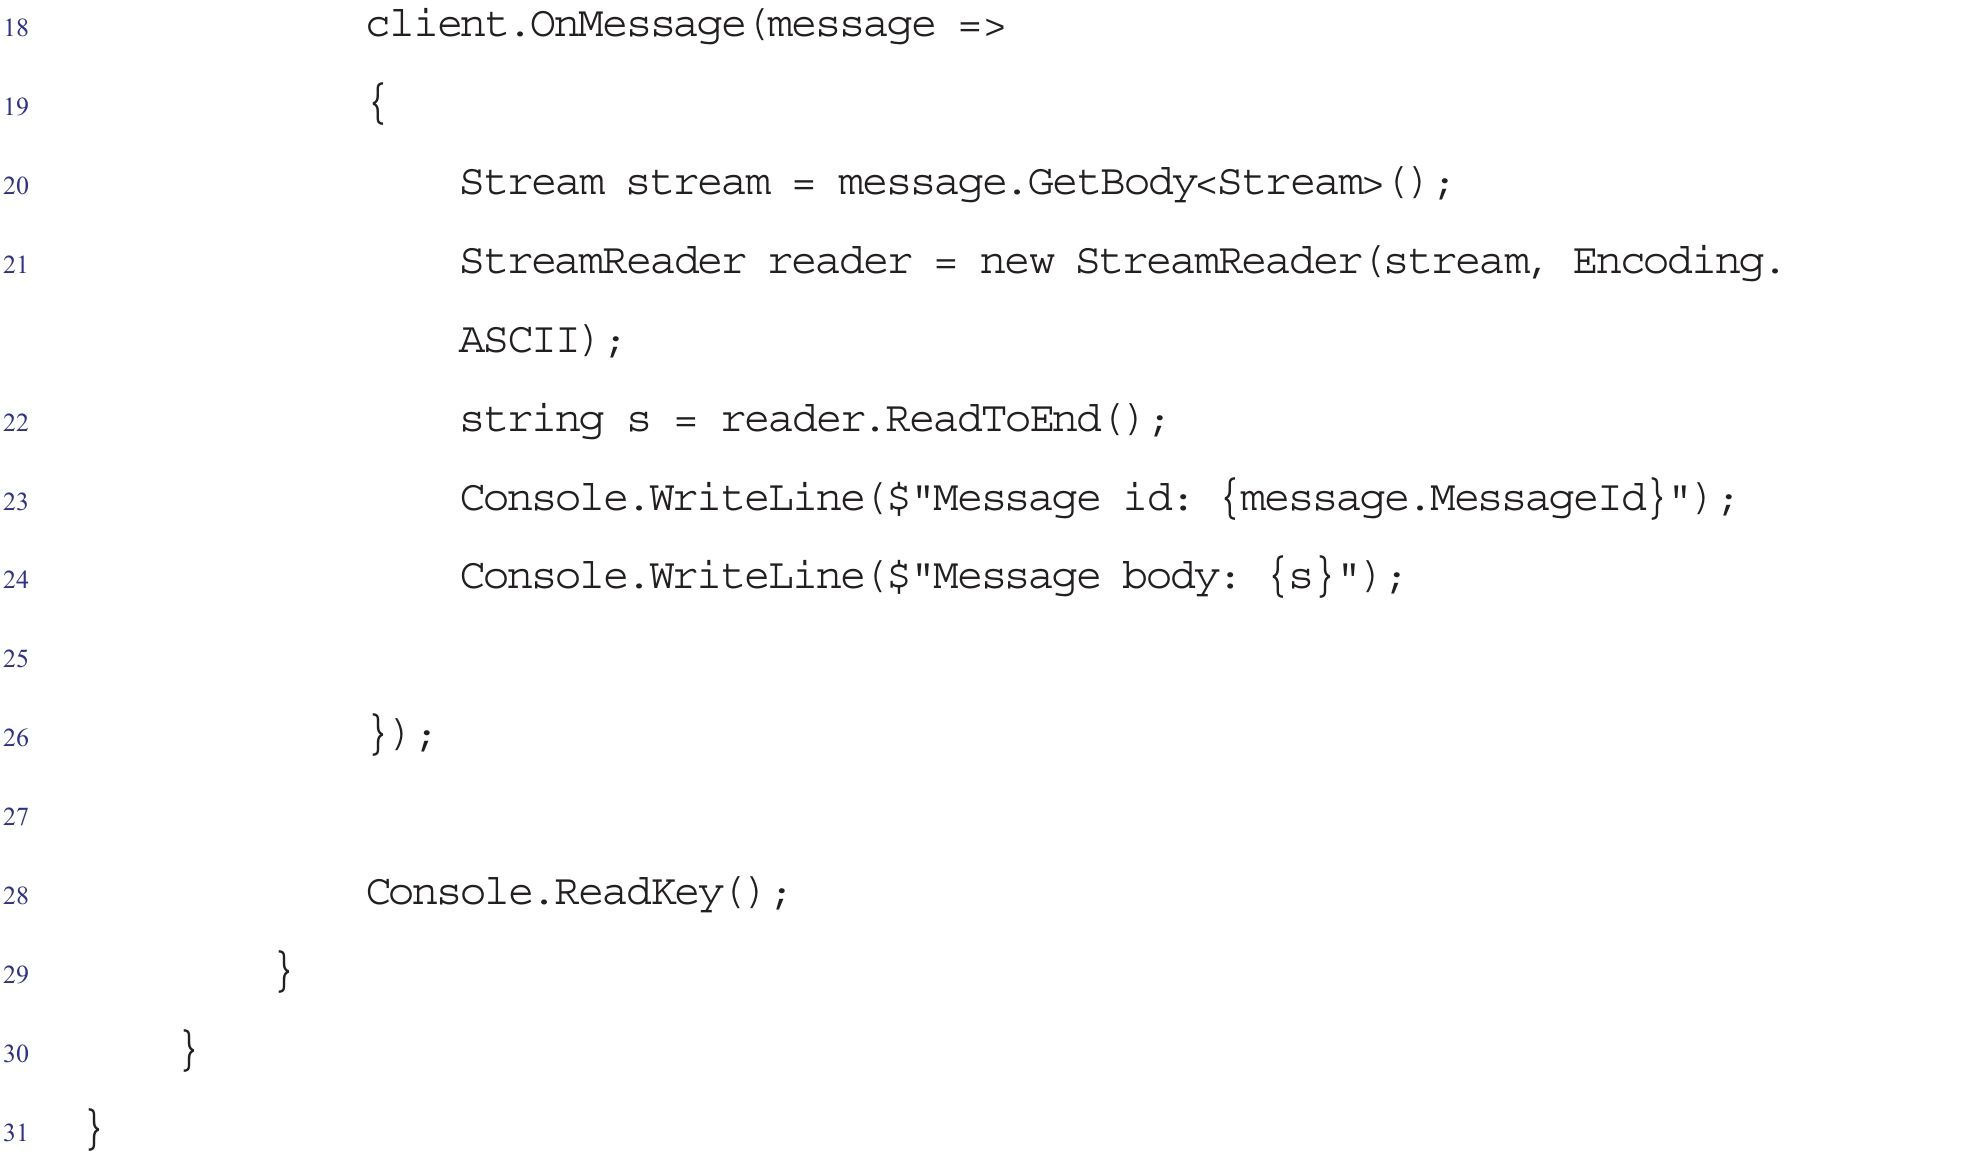 18 client.OnMessage(message =>
19 {
20 Stream stream = message.GetBody<Stream>();
21 StreamReader reader = new StreamReader(stream, Encoding.
ASCII);
22 string s = reader.ReadToEnd();
23 Console.WriteLine($"Message id: {message.MessageId}");
24 Console.WriteLine($"Message body: {s}");
25
26 });
27
28 Console.ReadKey();
29 }
30 }
31 }